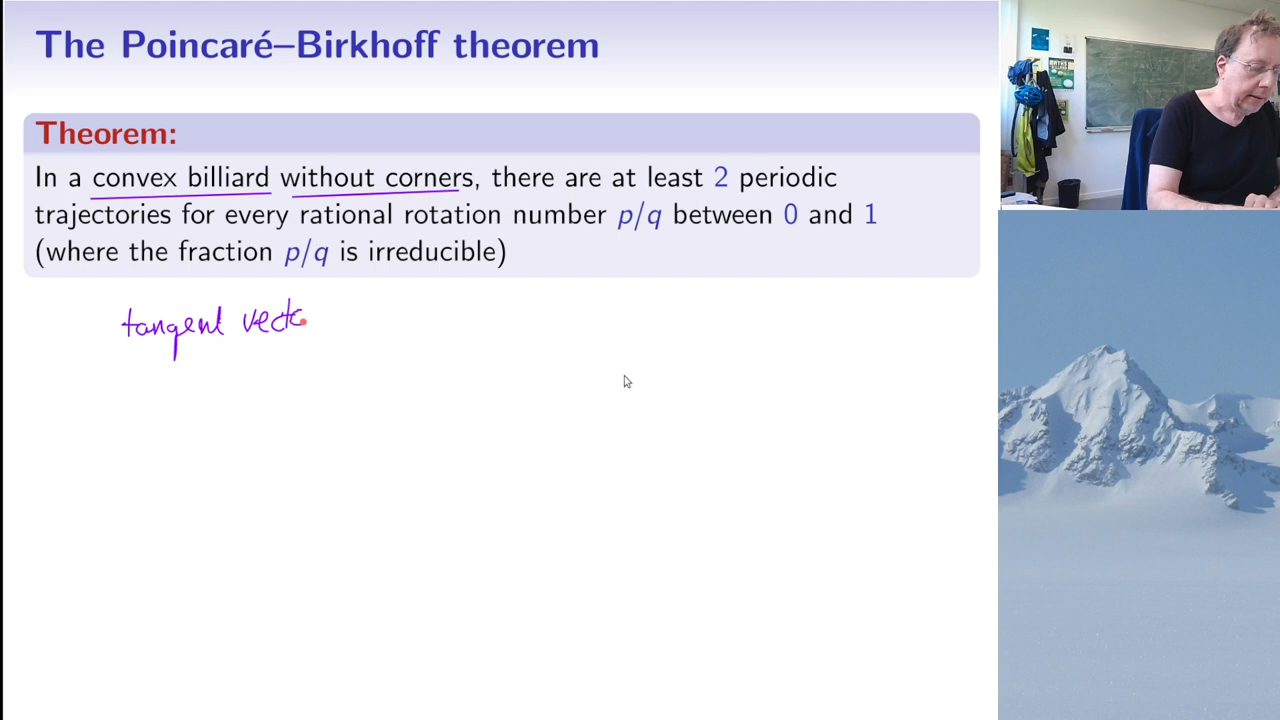 The Poincaré–Birkhoff theorem
Theorem:
In a convex billiard without corners, there are at least 2 periodic
trajectories for every rational rotation number p/q between 0 and 1
(where the fraction p/q is irreducible)
tangent vecto